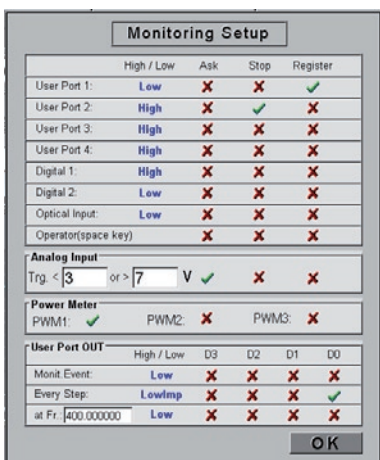 Monitoring Setup
High / Low Ask Stop Register
User Port 1: Low
User Port 2: High
User Port 3: High
User Port 4: High
Digital 1: High
Digital 2: Low
Optical Input: Low
Operator(space key)
Analog Input
Trg. < 3 or > 7 V
Power Meter
PWM1: PWM2: PWM3:
User Port OUT
High / Low D3 D2 D1 D0
Monit.Event: Low
Every Step: LowImp
at Fr.: 400.000000 Low
OK